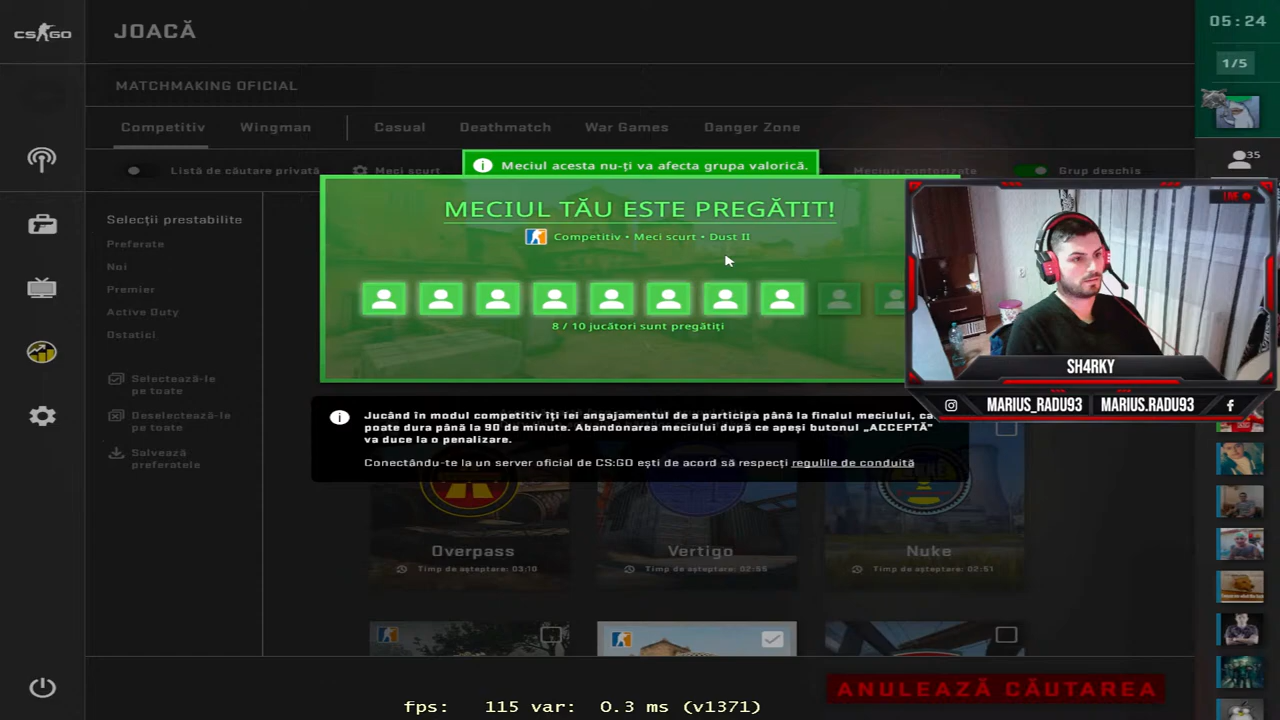 CS:GO
JOACĂ
05:24
1/5
MATCHMAKING OFICIAL
Competitiv
Wingman
Casual
Deathmatch
War Games
Danger Zone
35
Listă de căutare privată
Meci scurt
Meciuri contorizate
Grup deschis
Meciul acesta nu-ți va afecta grupa valorică.
MECIUL TĂU ESTE PREGĂTIT!
Competitiv • Meci scurt • Dust II
8 / 10 jucători sunt pregătiți
Selecții prestabilite
Preferate
Noi
Premier
Active Duty
Ostatici
Selectează-le
pe toate
Deselectează-le
pe toate
Salvează
preferatele
LIVE
SH4RKY
MARIUS_RADU93
MARIUS.RADU93
Jucând în modul competitiv îți iei angajamentul de a participa până la finalul meciului, ca
poate dura până la 90 de minute. Abandonarea meciului după ce apeși butonul „ACCEPTĂ”
va duce la o penalizare.
Conectându-te la un server oficial de CS:GO ești de acord să respecți regulile de conduită
Overpass
Timp de așteptare: 03:10
Vertigo
Timp de așteptare: 02:55
NUKE
Nuke
Timp de așteptare: 02:51
ANULEAZĂ CĂUTAREA
fps: 115 var: 0.3 ms (v1371)